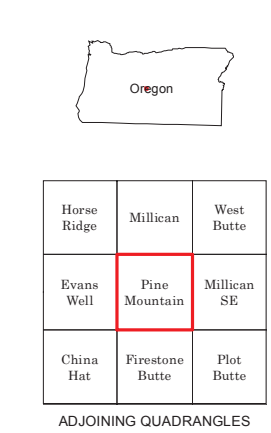 Oregon
Horse
Ridge
Millican
West
Butte
Evans
Well
Pine
Mountain
Millican
SE
China
Hat
Firestone
Butte
Plot
Butte
ADJOINING QUADRANGLES